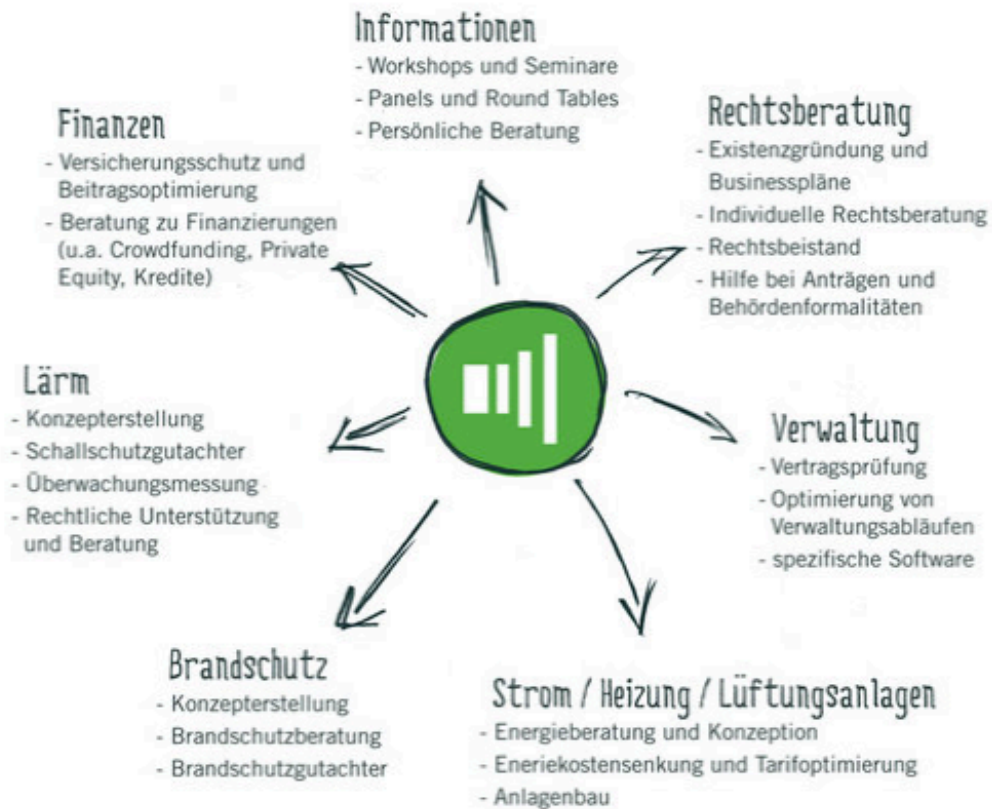 Informationen
- Workshops und Seminare
- Panels und Round Tables
- Persönliche Beratung
Finanzen
- Versicherungsschutz und
Beitragsoptimierung
- Beratung zu Finanzierungen
(u.a. Crowdfunding, Private
Equity, Kredite)
Rechtsberatung
- Existenzgründung und
Businesspläne
- Individuelle Rechtsberatung
- Rechtsbeistand
- Hilfe bei Anträgen und
Behördenformalitäten
Lärm
- Konzepterstellung
- Schallschutzgutachter
- Überwachungsmessung
- Rechtliche Unterstützung
und Beratung
Verwaltung
- Vertragsprüfung
- Optimierung von
Verwaltungsabläufen
- spezifische Software
Brandschutz
- Konzepterstellung
- Brandschutzberatung
- Brandschutzgutachter
Strom / Heizung / Lüftungsanlagen
- Energieberatung und Konzeption
- Eneriekostensenkung und Tarifoptimierung
- Anlagenbau